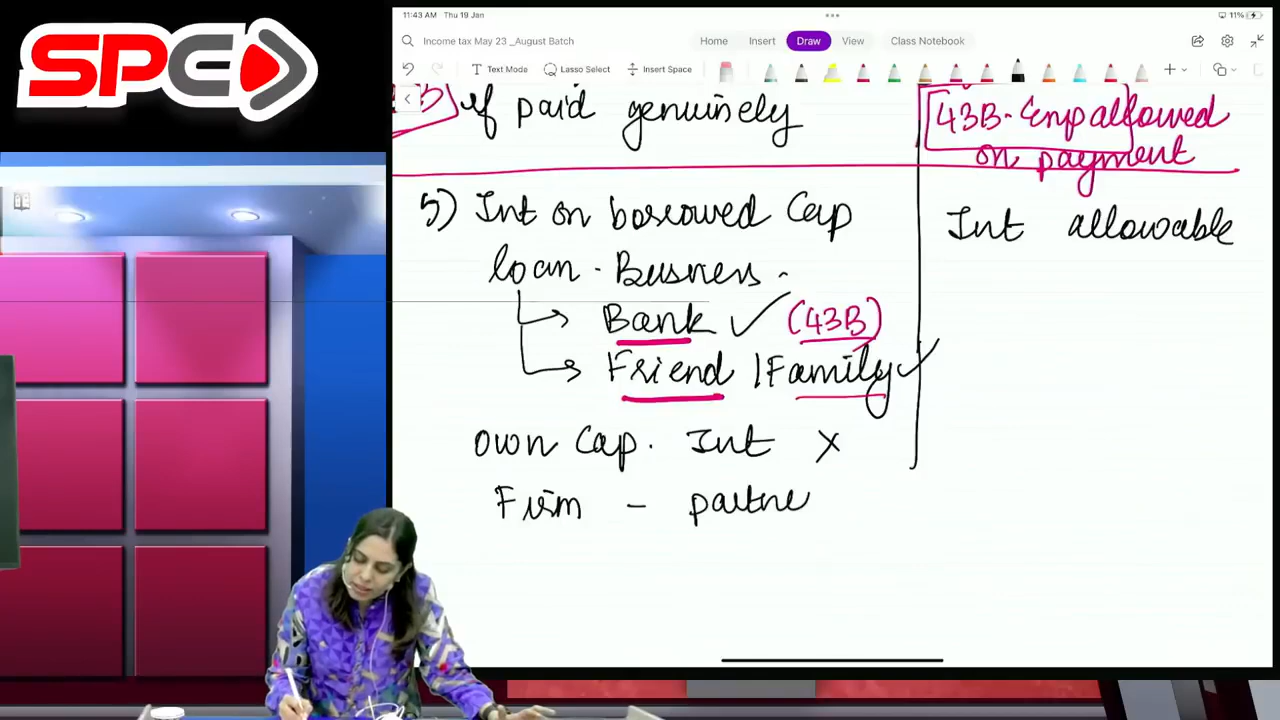 SPC
11:43 AM Thu 19 Jan
11%
Income tax May 23 _August Batch
Home Insert Draw View Class Notebook
Text Mode Lasso Select Insert Space
if paid genuinely
43B - Emp allowed
on payment
5) Int on borrowed Cap
Int allowable
loan - Business -
Bank ✓ (43B)
Friend | Family ✓
own Cap. Int X
Firm - partne